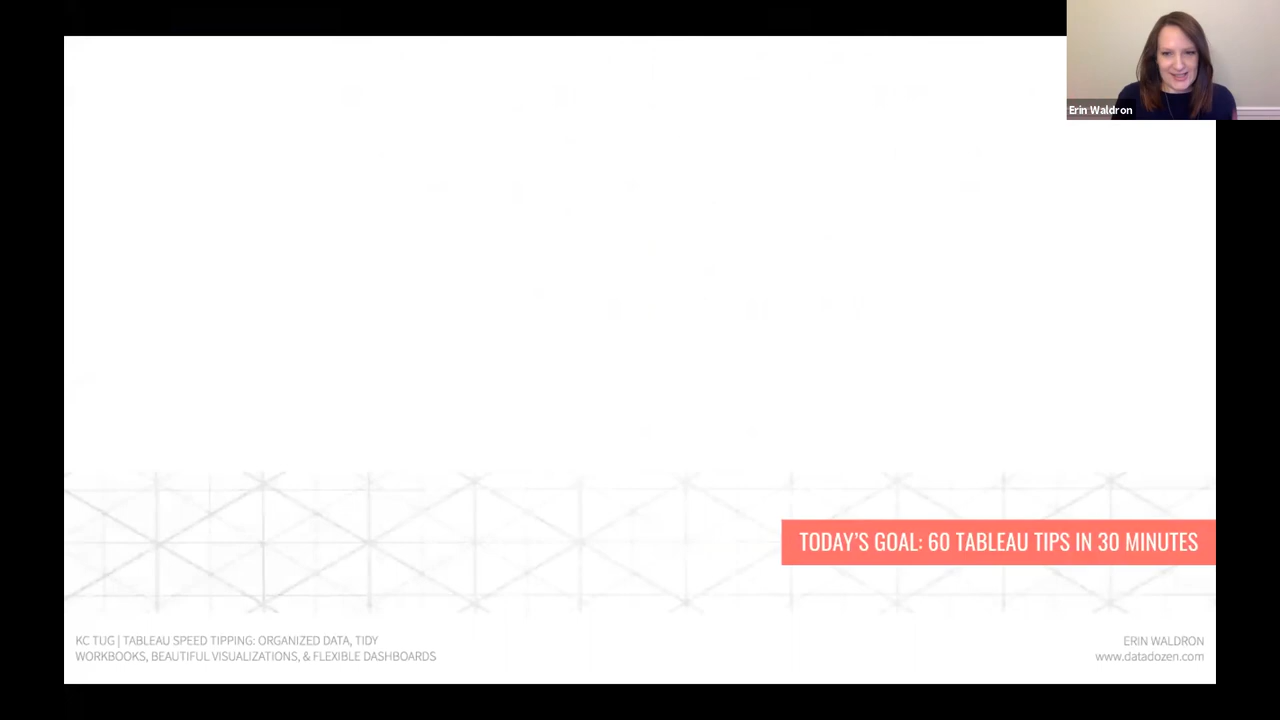 Erin Waldron
TODAY'S GOAL: 60 TABLEAU TIPS IN 30 MINUTES
KC TUG | TABLEAU SPEED TIPPING: ORGANIZED DATA, TIDY
WORKBOOKS, BEAUTIFUL VISUALIZATIONS, & FLEXIBLE DASHBOARDS
ERIN WALDRON
www.datadozen.com